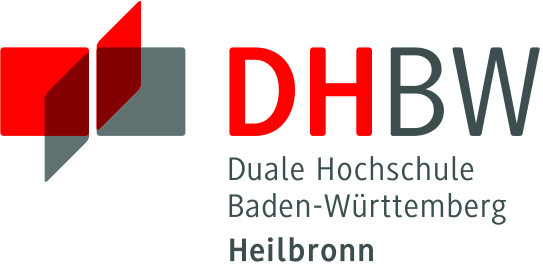 DHBW
Duale Hochschule
Baden-Württemberg
Heilbronn